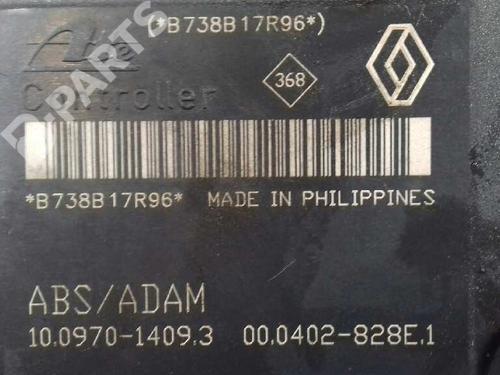 (*B738B17R96*)
Ate
368
Controller
*B738B17R96* MADE IN PHILIPPINES
ABS/ADAM
10.0970-1409.3 00.0402-828E.1
D-PARTS